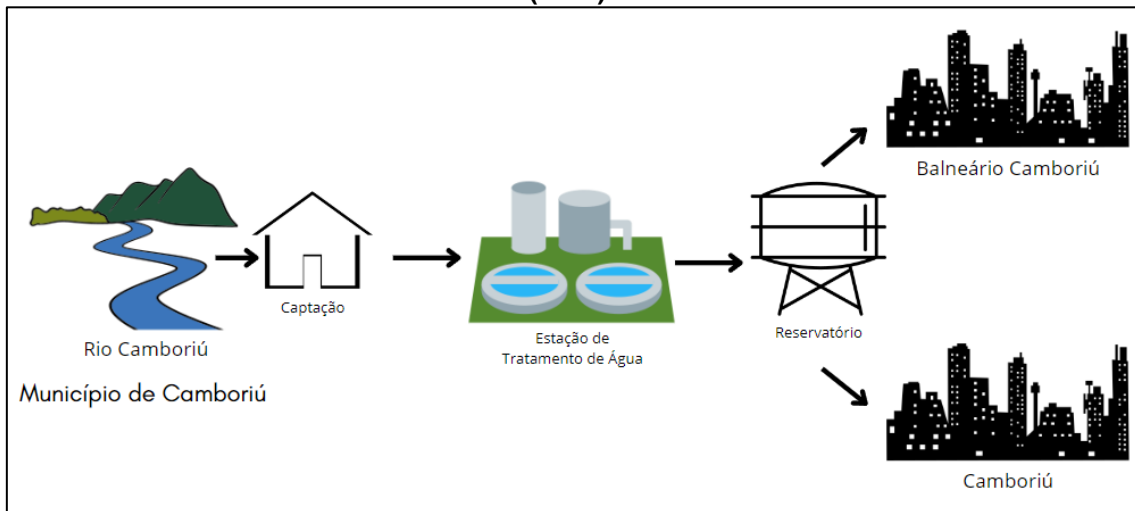 Rio Camboriú
Município de Camboriú
Captação
Estação de
Tratamento de Água
Reservatório
Balneário Camboriú
Camboriú